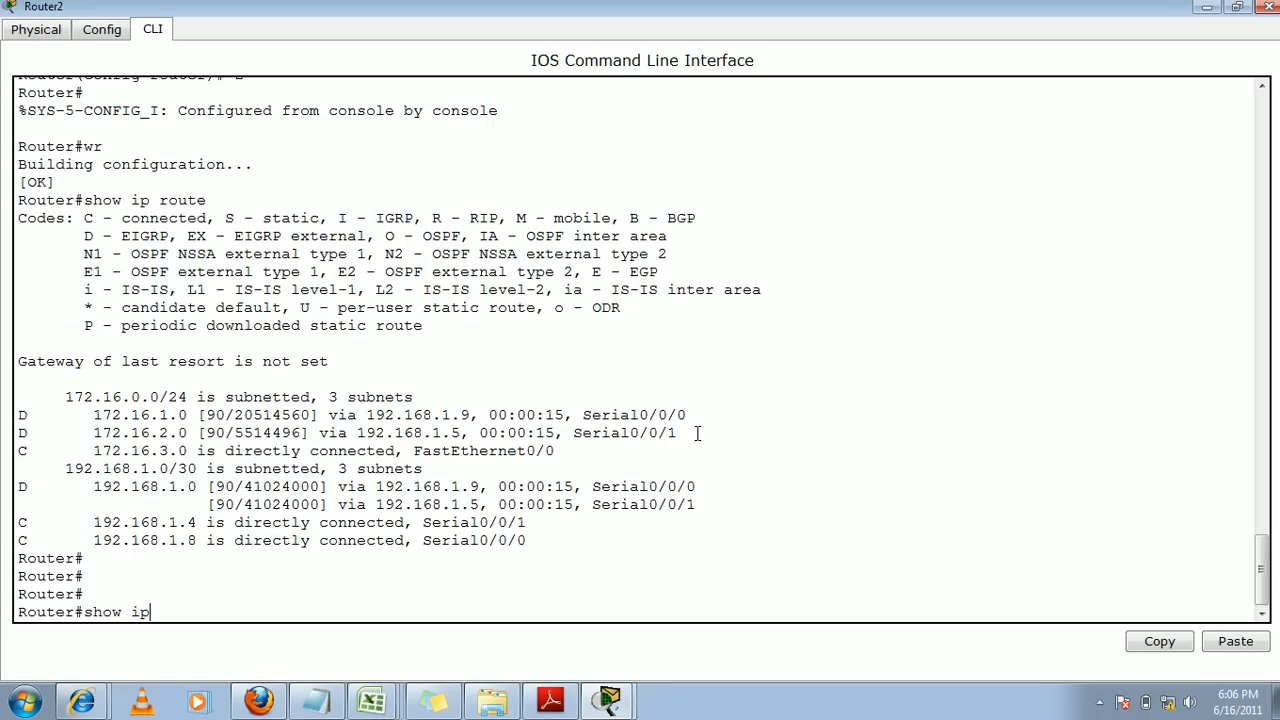 Router2
Physical Config CLI
IOS Command Line Interface
Router#
%SYS-5-CONFIG_I: Configured from console by console
Router#wr
Building configuration...
[OK]
Router#show ip route
Codes: C - connected, S - static, I - IGRP, R - RIP, M - mobile, B - BGP
D - EIGRP, EX - EIGRP external, O - OSPF, IA - OSPF inter area
N1 - OSPF NSSA external type 1, N2 - OSPF NSSA external type 2
E1 - OSPF external type 1, E2 - OSPF external type 2, E - EGP
i - IS-IS, L1 - IS-IS level-1, L2 - IS-IS level-2, ia - IS-IS inter area
* - candidate default, U - per-user static route, o - ODR
P - periodic downloaded static route
Gateway of last resort is not set
172.16.0.0/24 is subnetted, 3 subnets
D 172.16.1.0 [90/20514560] via 192.168.1.9, 00:00:15, Serial0/0/0
D 172.16.2.0 [90/5514496] via 192.168.1.5, 00:00:15, Serial0/0/1
C 172.16.3.0 is directly connected, FastEthernet0/0
192.168.1.0/30 is subnetted, 3 subnets
D 192.168.1.0 [90/41024000] via 192.168.1.9, 00:00:15, Serial0/0/0
[90/41024000] via 192.168.1.5, 00:00:15, Serial0/0/1
C 192.168.1.4 is directly connected, Serial0/0/1
C 192.168.1.8 is directly connected, Serial0/0/0
Router#
Router#
Router#
Router#show ip
Copy Paste
6:06 PM
6/16/2011